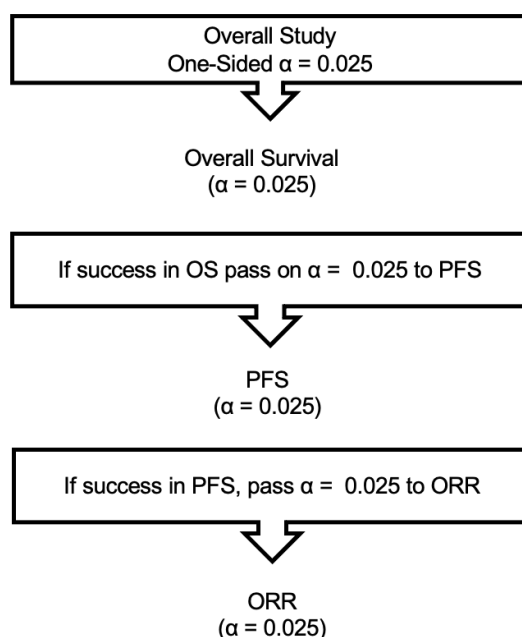 Overall Study
One-Sided α = 0.025
Overall Survival
(α = 0.025)
If success in OS pass on α =  0.025 to PFS
PFS
(α = 0.025)
If success in PFS, pass α =  0.025 to ORR
ORR
(α = 0.025)